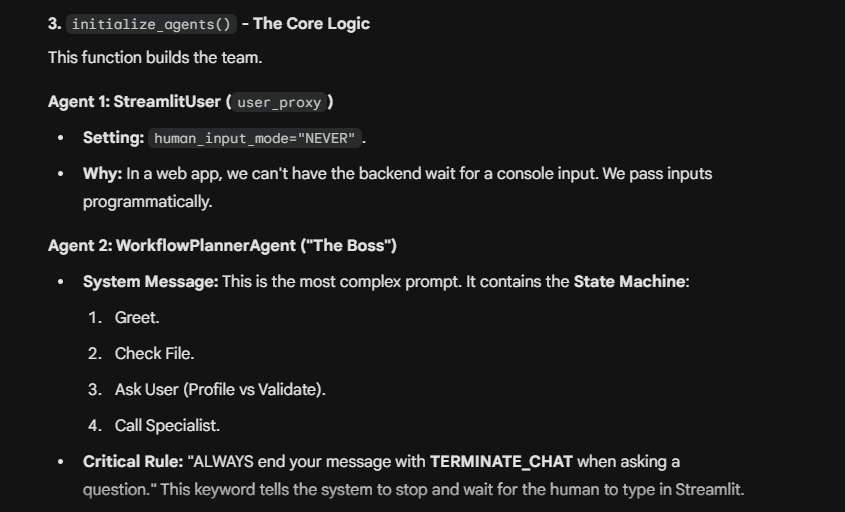 3. initialize_agents() - The Core Logic
This function builds the team.
Agent 1: StreamlitUser ( user_proxy )
• Setting: human_input_mode="NEVER" .
• Why: In a web app, we can't have the backend wait for a console input. We pass inputs
programmatically.
Agent 2: WorkflowPlannerAgent ("The Boss")
• System Message: This is the most complex prompt. It contains the State Machine:
1. Greet.
2. Check File.
3. Ask User (Profile vs Validate).
4. Call Specialist.
• Critical Rule: "ALWAYS end your message with TERMINATE_CHAT when asking a
question." This keyword tells the system to stop and wait for the human to type in Streamlit.